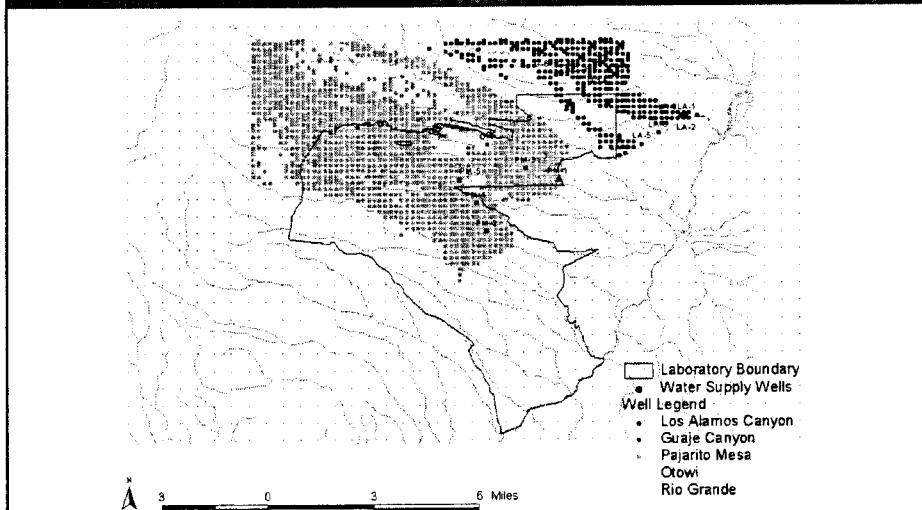 LA-1
LA-2
LA-5
Laboratory Boundary
Water Supply Wells
Well Legend
Los Alamos Canyon
Guaje Canyon
Pajarito Mesa
Otowi
Rio Grande
N
3 0 3 6 Miles